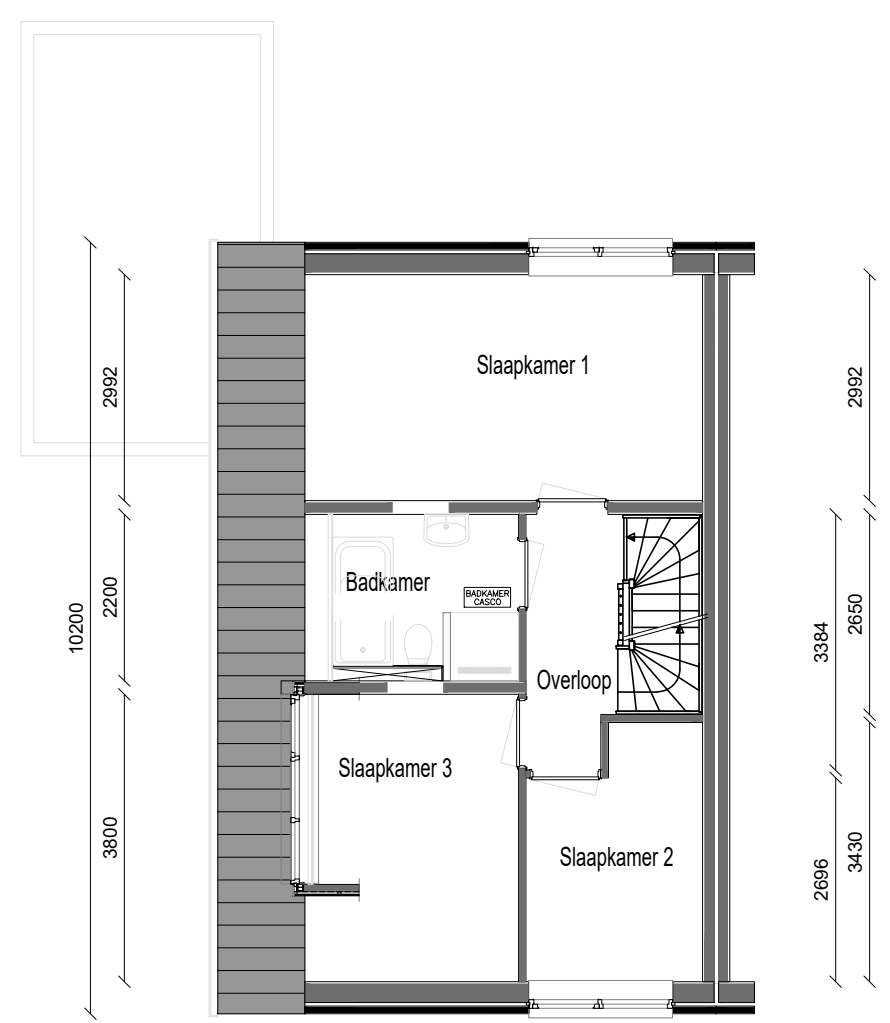 Slaapkamer 1
2992
2992
Badkamer
BADKAMER
CASCO
10200
2200
2650
3384
Overloop
Slaapkamer 3
3800
Slaapkamer 2
3430
2696